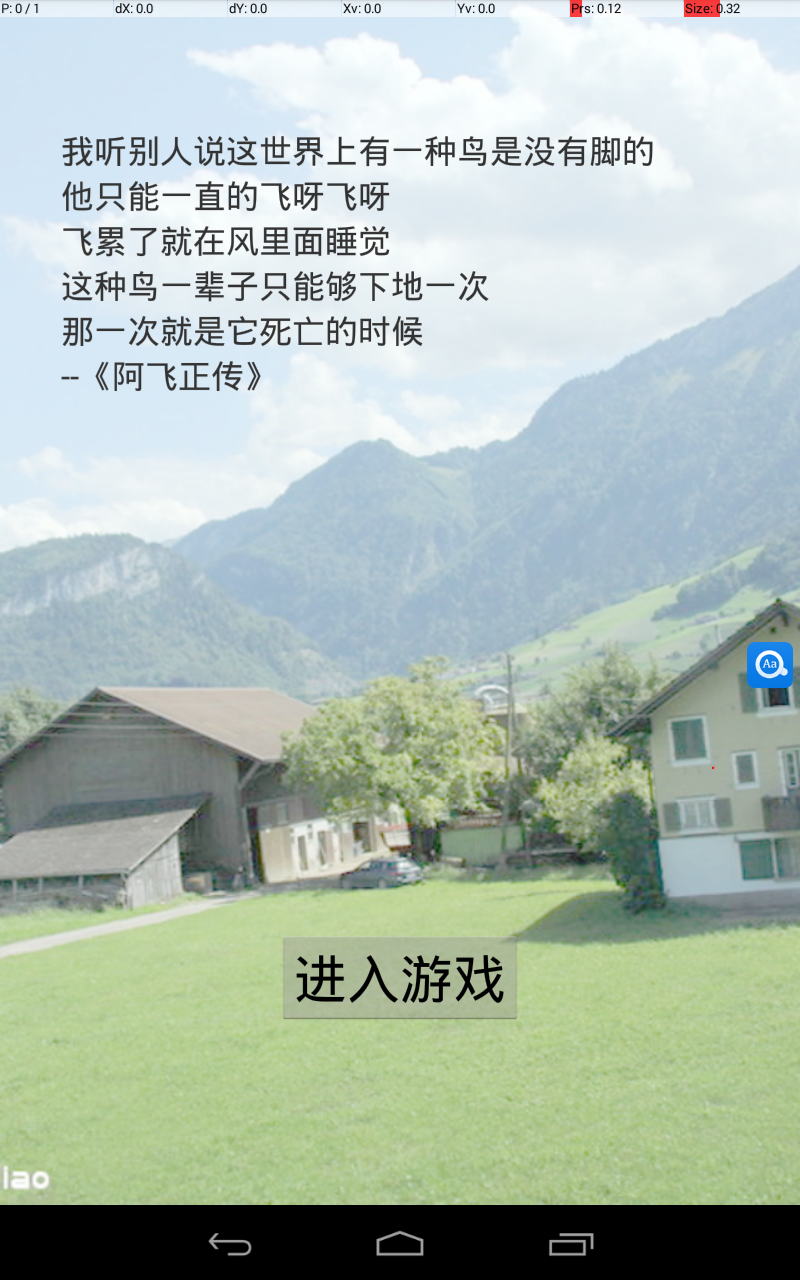 P: 0 / 1 dX: 0.0 dY: 0.0 Xv: 0.0 Yv: 0.0 Prs: 0.12 Size: 0.32
我听别人说这世界上有一种鸟是没有脚的
他只能一直的飞呀飞呀
飞累了就在风里面睡觉
这种鸟一辈子只能够下地一次
那一次就是它死亡的时候
--《阿飞正传》
Aa
进入游戏
iao